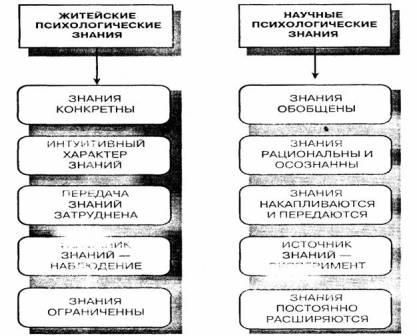 ЖИТЕЙСКИЕ
ПСИХОЛОГИЧЕСКИЕ
ЗНАНИЯ
ЗНАНИЯ
КОНКРЕТНЫ
ИНТУИТИВНЫЙ
ХАРАКТЕР
ЗНАНИЙ
ПЕРЕДАЧА
ЗНАНИЙ
ЗАТРУДНЕНА
ЗНАНИЙ —
НАБЛЮДЕНИЕ
ЗНАНИЯ
ОГРАНИЧЕННЫ
НАУЧНЫЕ
ПСИХОЛОГИЧЕСКИЕ
ЗНАНИЯ
ЗНАНИЯ
ОБОБЩЕНЫ
ЗНАНИЯ
РАЦИОНАЛЬНЫ И
ОСОЗНАННЫ
ЗНАНИЯ
НАКАПЛИВАЮТСЯ
И ПЕРЕДАЮТСЯ
ИСТОЧНИК
ЗНАНИЙ —
ЭКСПЕРИМЕНТ
ЗНАНИЯ
ПОСТОЯННО
РАСШИРЯЮТСЯ